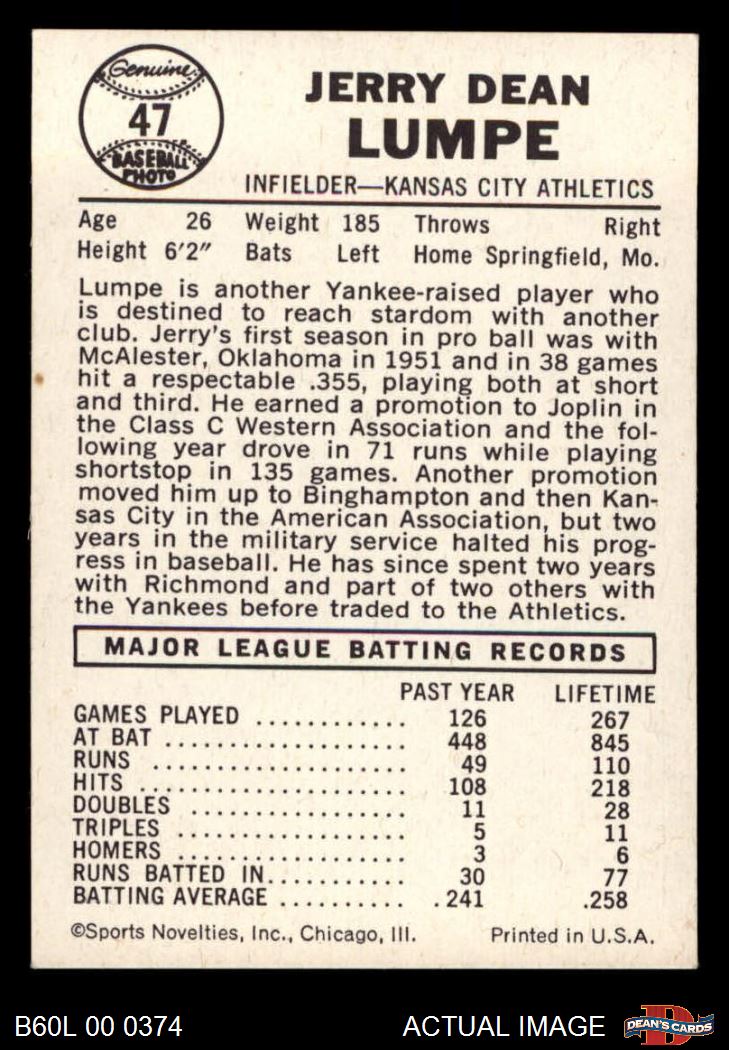 Genuine
47
BASEBALL
PHOTO
JERRY DEAN
LUMPE
INFIELDER—KANSAS CITY ATHLETICS
Age 26 Weight 185 Throws Right
Height 6'2" Bats Left Home Springfield, Mo.
Lumpe is another Yankee-raised player who
is destined to reach stardom with another
club. Jerry's first season in pro ball was with
McAlester, Oklahoma in 1951 and in 38 games
hit a respectable .355, playing both at short
and third. He earned a promotion to Joplin in
the Class C Western Association and the fol-
lowing year drove in 71 runs while playing
shortstop in 135 games. Another promotion
moved him up to Binghampton and then Kan-
sas City in the American Association, but two
years in the military service halted his prog-
ress in baseball. He has since spent two years
with Richmond and part of two others with
the Yankees before traded to the Athletics.
MAJOR LEAGUE BATTING RECORDS
PAST YEAR LIFETIME
GAMES PLAYED ............ 126 267
AT BAT ................... 448 845
RUNS .................... 49 110
HITS ..................... 108 218
DOUBLES ................. 11 28
TRIPLES .................. 5 11
HOMERS .................. 3 6
RUNS BATTED IN........... 30 77
BATTING AVERAGE .......... .241 .258
©Sports Novelties, Inc., Chicago, Ill. Printed in U.S.A.
B60L 00 0374 ACTUAL IMAGE D DEAN'S CARDS